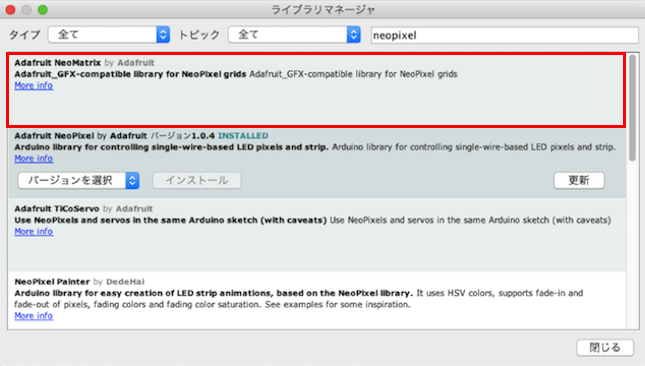 ライブラリマネージャ
タイプ 全て トピック 全て neopixel
Adafruit NeoMatrix by Adafruit
Adafruit_GFX-compatible library for NeoPixel grids Adafruit_GFX-compatible library for NeoPixel grids
More info
Adafruit NeoPixel by Adafruit バージョン1.0.4 INSTALLED
Arduino library for controlling single-wire-based LED pixels and strip. Arduino library for controlling single-wire-based LED pixels and strip.
More info
バージョンを選択 インストール 更新
Adafruit TiCoServo by Adafruit
Use NeoPixels and servos in the same Arduino sketch (with caveats) Use NeoPixels and servos in the same Arduino sketch (with caveats)
More info
NeoPixel Painter by DedeHai
Arduino library for easy creation of LED strip animations, based on the NeoPixel library. It uses HSV colors, supports fade-in and
fade-out of pixels, fading colors and fading color saturation. See examples for some inspiration.
More info
閉じる